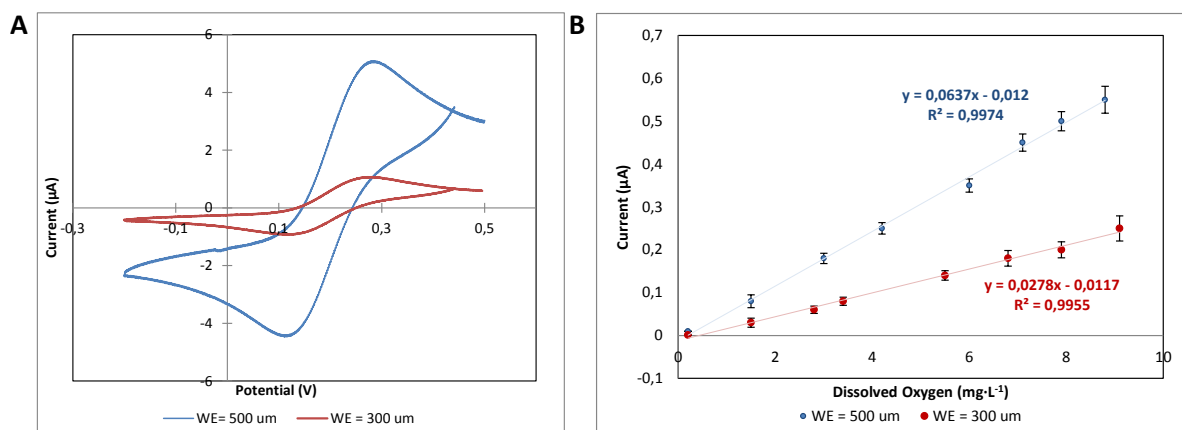 A
6
4
2
0
-2
-4
-6
-0,3
-0,1
0,1
0,3
0,5
Current (µA)
Potential (V)
WE= 500 um
WE = 300 um
B
0,7
0,6
0,5
0,4
0,3
0,2
0,1
0
-0,1
0
2
4
6
8
10
Current (µA)
y = 0,0637x - 0,012
R² = 0,9974
y = 0,0278x - 0,0117
R² = 0,9955
Dissolved Oxygen (mg·L⁻¹)
WE = 500 um
WE = 300 um